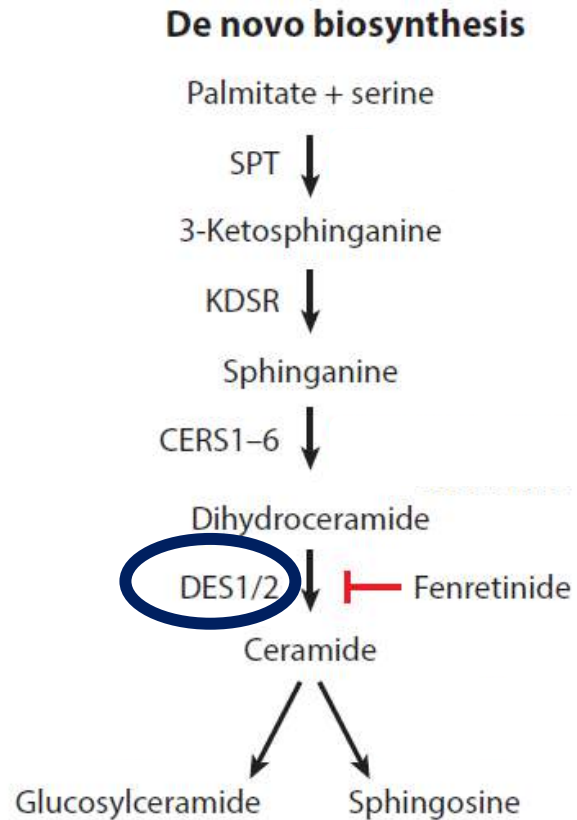 De novo biosynthesis
Palmitate + serine
SPT
3-Ketosphinganine
KDSR
Sphinganine
CERS1–6
Dihydroceramide
DES1/2
Fenretinide
Ceramide
Glucosylceramide
Sphingosine